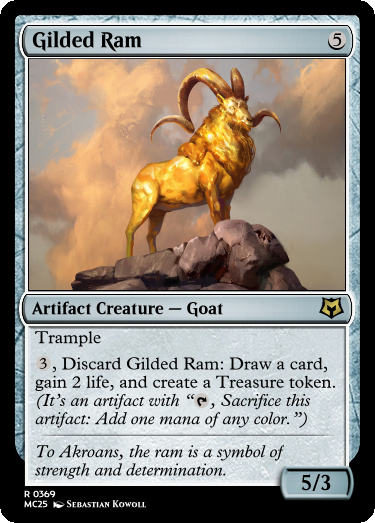 Gilded Ram 5
Artifact Creature — Goat
Trample
3, Discard Gilded Ram: Draw a card,
gain 2 life, and create a Treasure token.
(It's an artifact with “, Sacrifice this
artifact: Add one mana of any color.”)
To Akroans, the ram is a symbol of
strength and determination.
5/3
R 0369
MC25 Sebastian Kowoll